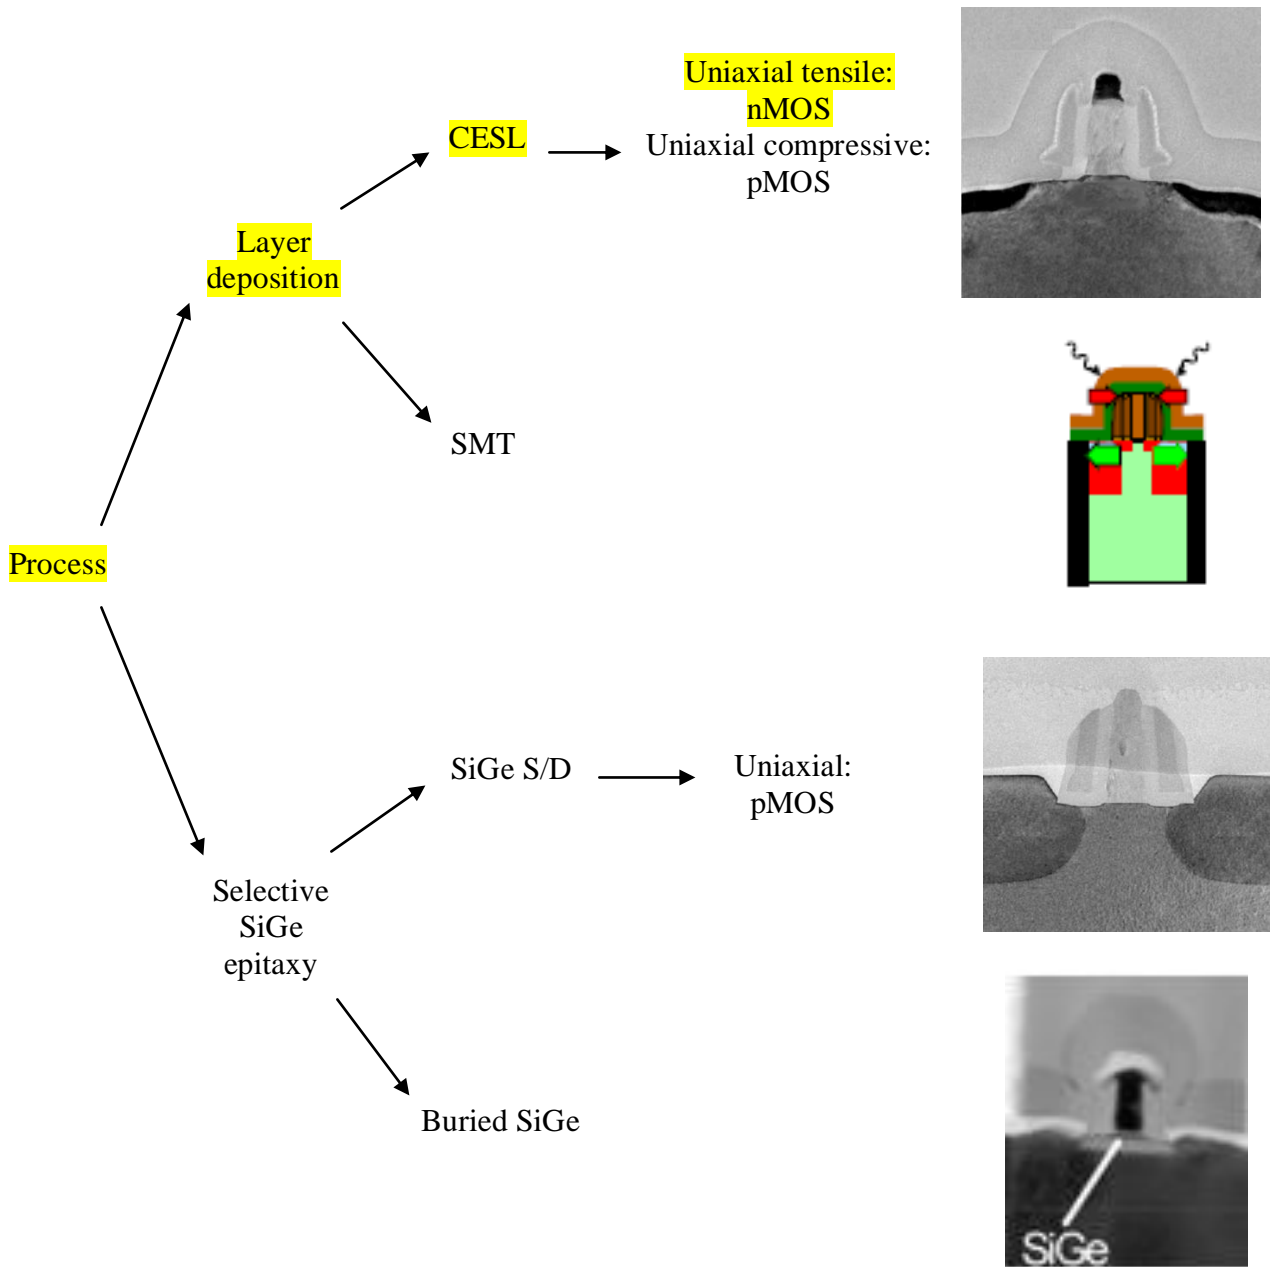 Uniaxial tensile:
nMOS
Uniaxial compressive:
pMOS
CESL
Layer
deposition
SMT
Process
SiGe S/D
Uniaxial:
pMOS
Selective
SiGe
epitaxy
Buried SiGe
SiGe